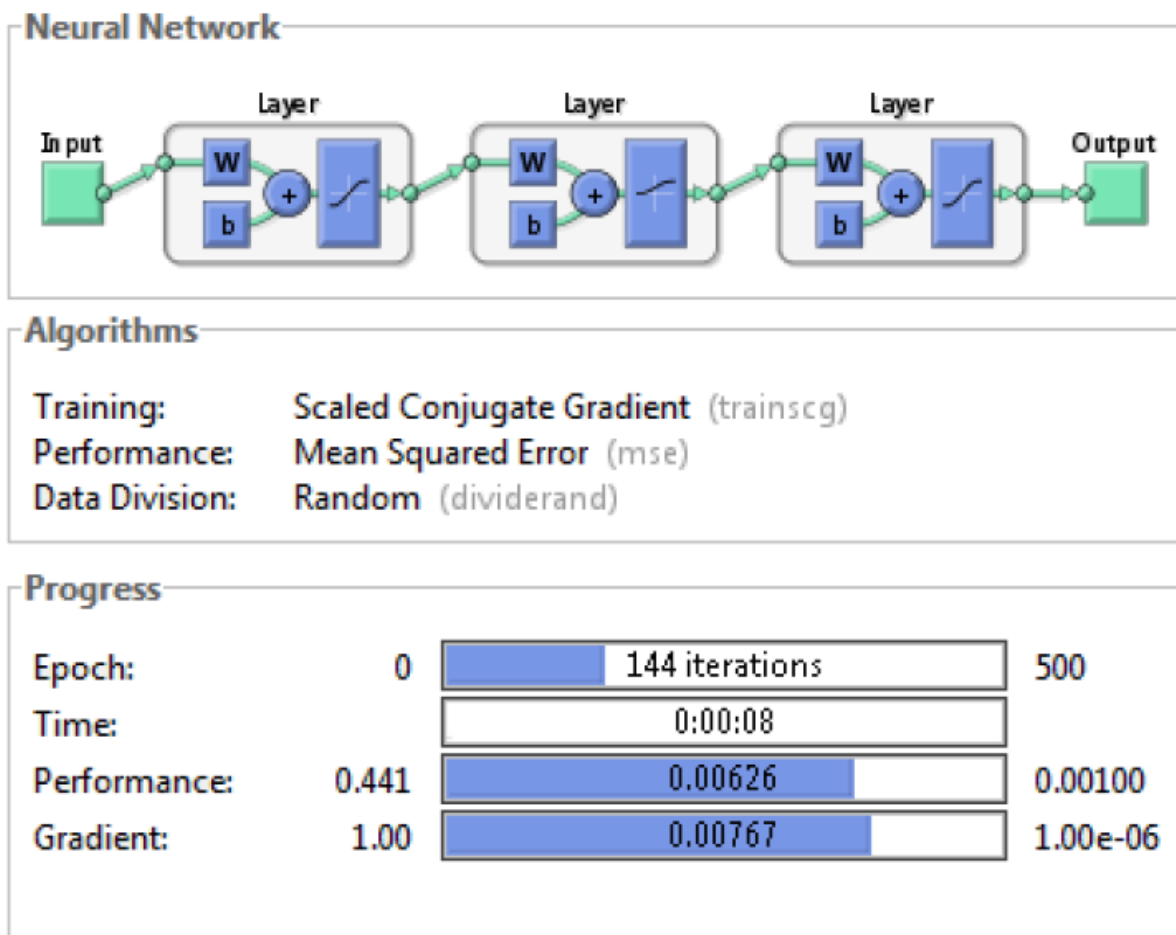 Neural Network
Layer Layer Layer
Input Output
W W W
+ + +
b b b
Algorithms
Training: Scaled Conjugate Gradient (trainscg)
Performance: Mean Squared Error (mse)
Data Division: Random (dividerand)
Progress
Epoch: 0 144 iterations 500
Time: 0:00:08
Performance: 0.441 0.00626 0.00100
Gradient: 1.00 0.00767 1.00e-06